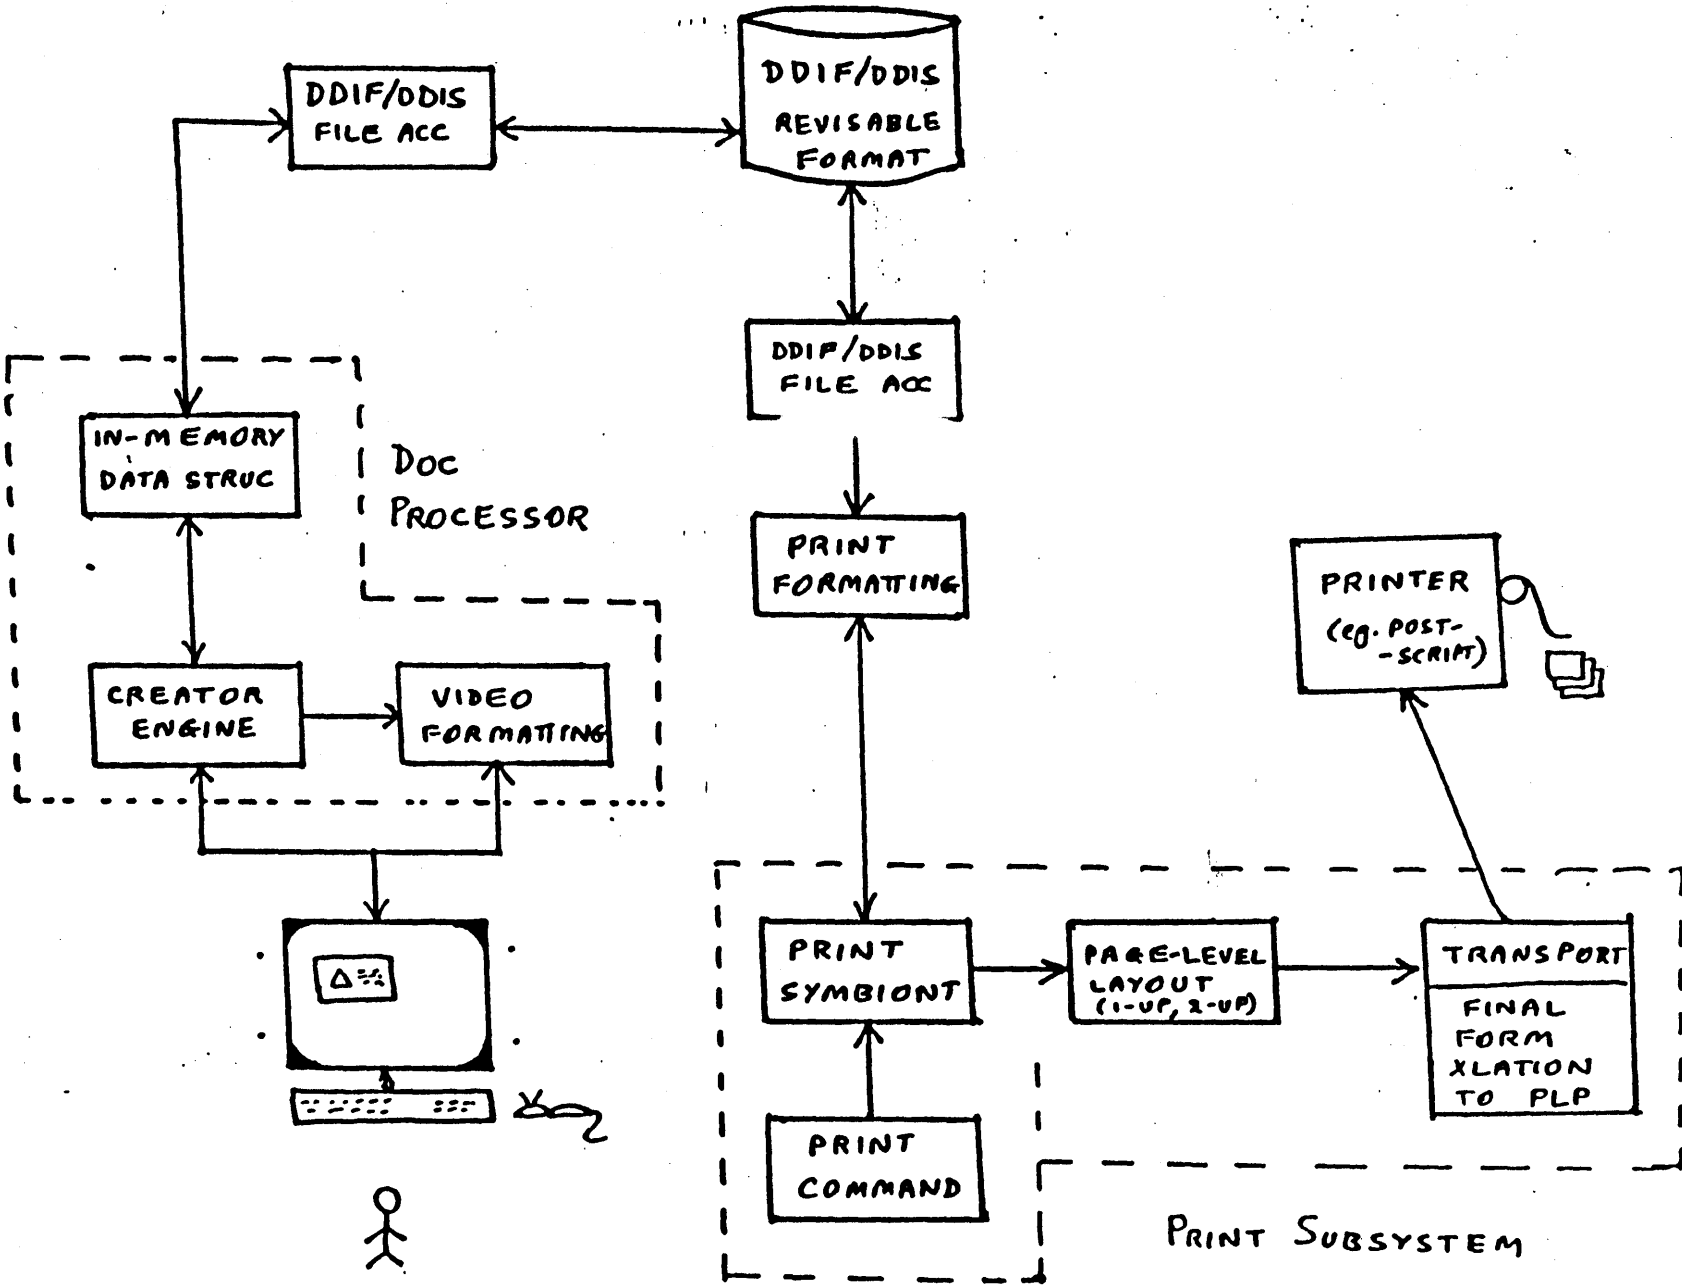 DDIF/DDIS
FILE ACC
DDIF/DDIS
REVISABLE
FORMAT
DDIF/DDIS
FILE ACC
IN-MEMORY
DATA STRUC
DOC
PROCESSOR
PRINT
FORMATTING
PRINTER
(eg. POST-
-SCRIPT)
CREATOR
ENGINE
VIDEO
FORMATTING
PRINT
SYMBIONT
PAGE-LEVEL
LAYOUT
(1-UP, 2-UP)
TRANSPORT
FINAL
FORM
XLATION
TO PLP
PRINT
COMMAND
PRINT SUBSYSTEM